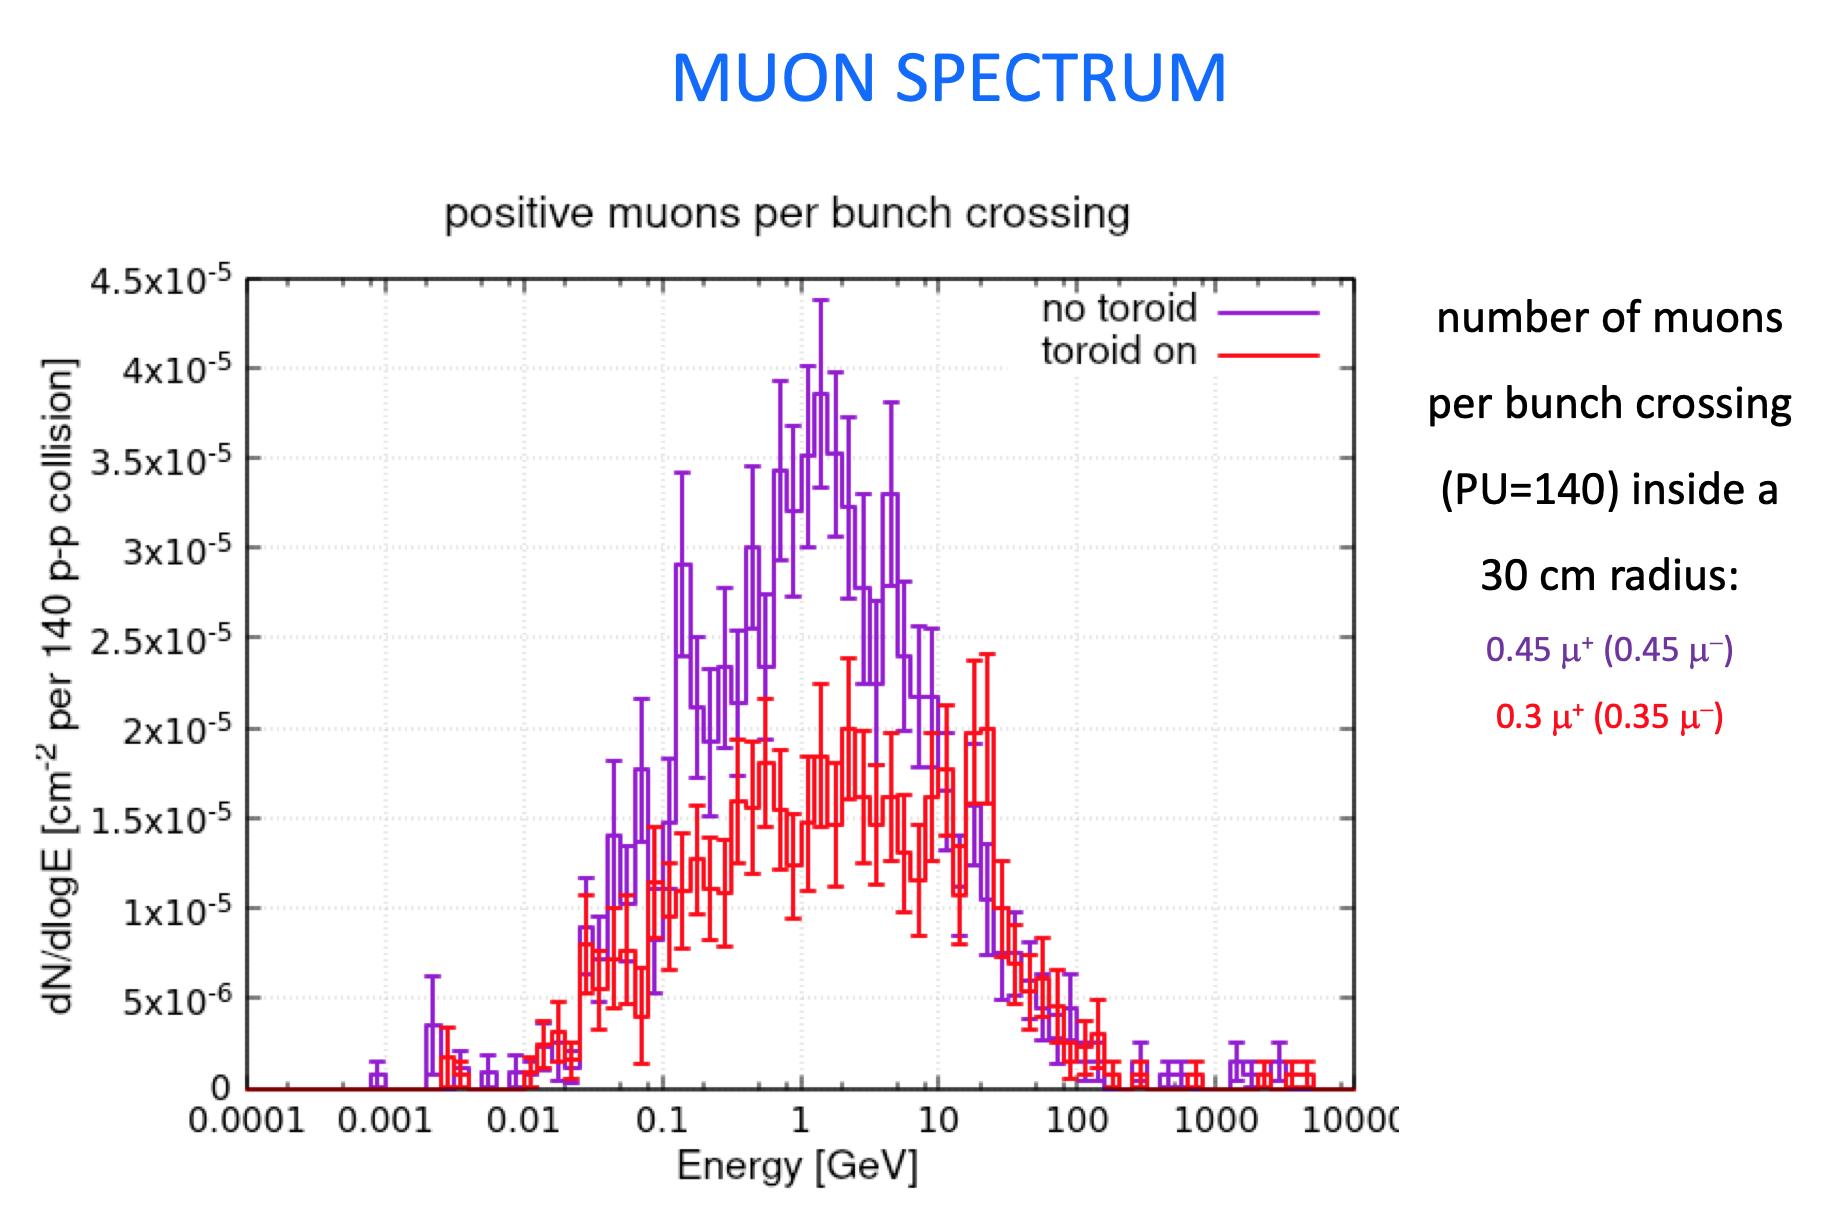 MUON SPECTRUM
positive muons per bunch crossing
4.5x10⁻⁵
4x10⁻⁵
3.5x10⁻⁵
3x10⁻⁵
2.5x10⁻⁵
2x10⁻⁵
1.5x10⁻⁵
1x10⁻⁵
5x10⁻⁶
0
dN/dlogE [cm⁻² per 140 p-p collision]
no toroid
toroid on
0.0001 0.001 0.01 0.1 1 10 100 1000 10000
Energy [GeV]
number of muons
per bunch crossing
(PU=140) inside a
30 cm radius:
0.45 μ⁺ (0.45 μ⁻)
0.3 μ⁺ (0.35 μ⁻)